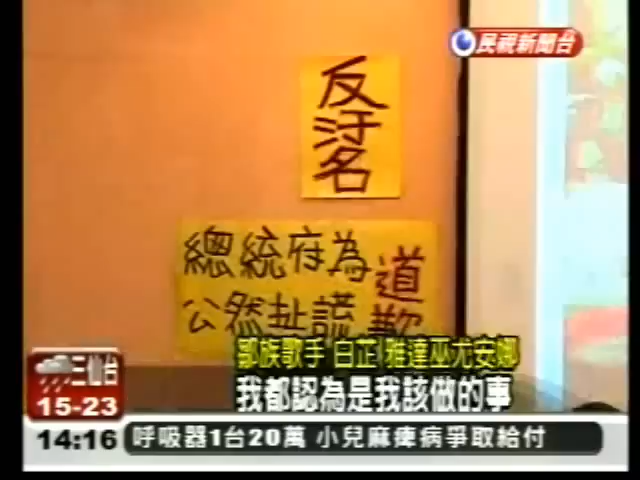 民視新聞台
反汙名
總統府為
公然扯謊
道歉
鄒族歌手 白芷 雅達巫尤安娜
我都認為是我該做的事
三仙台
15-23
14:16 呼吸器1台20萬 小兒麻痺病爭取給付